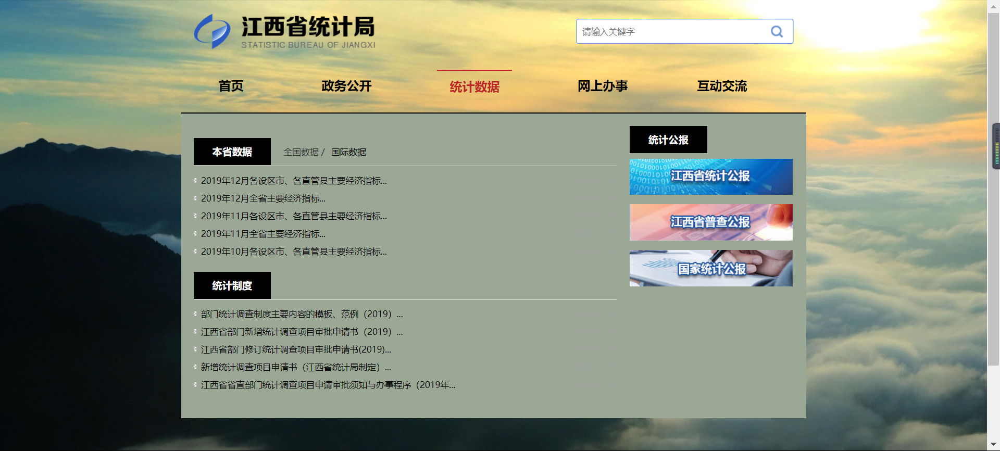 江西省统计局
STATISTIC BUREAU OF JIANGXI
请输入关键字
首页
政务公开
统计数据
网上办事
互动交流
本省数据
全国数据 / 国际数据
2019年12月各设区市、各直管县主要经济指标...
2019年12月全省主要经济指标...
2019年11月各设区市、各直管县主要经济指标...
2019年11月全省主要经济指标...
2019年10月各设区市、各直管县主要经济指标...
统计制度
部门统计调查制度主要内容的模板、范例（2019）...
江西省部门新增统计调查项目审批申请书（2019）...
江西省部门修订统计调查项目审批申请书(2019)...
新增统计调查项目申请书（江西省统计局制定）...
江西省省直部门统计调查项目申请审批须知与办事程序（2019年...
统计公报
江西省统计公报
江西省普查公报
国家统计公报